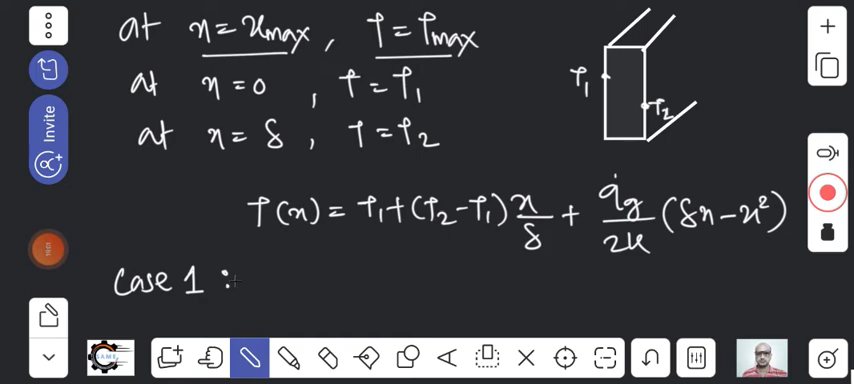 at x = xmax, T = Tmax
at x = 0, T = T1
at x = δ, T = T2
T1
T2
T(x) = T1 + (T2 - T1) x/δ + q̇g/2k (δx - x²)
Case 1 :
Invite